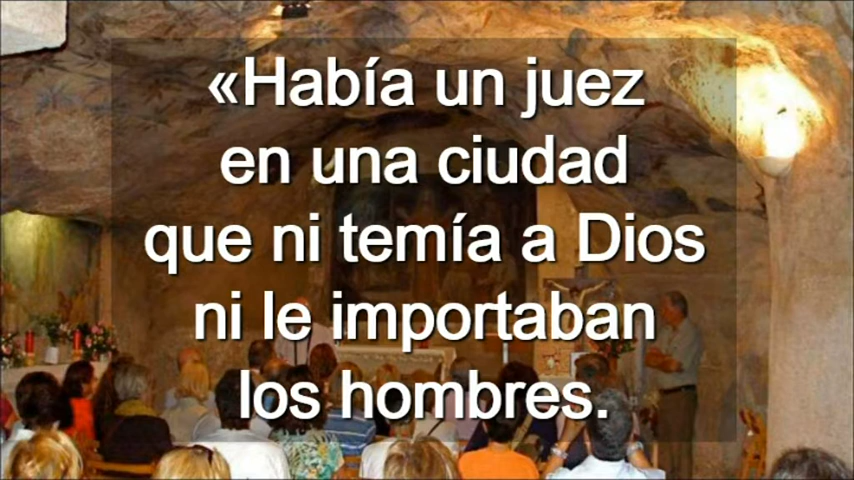 «Había un juez
en una ciudad
que ni temía a Dios
ni le importaban
los hombres.